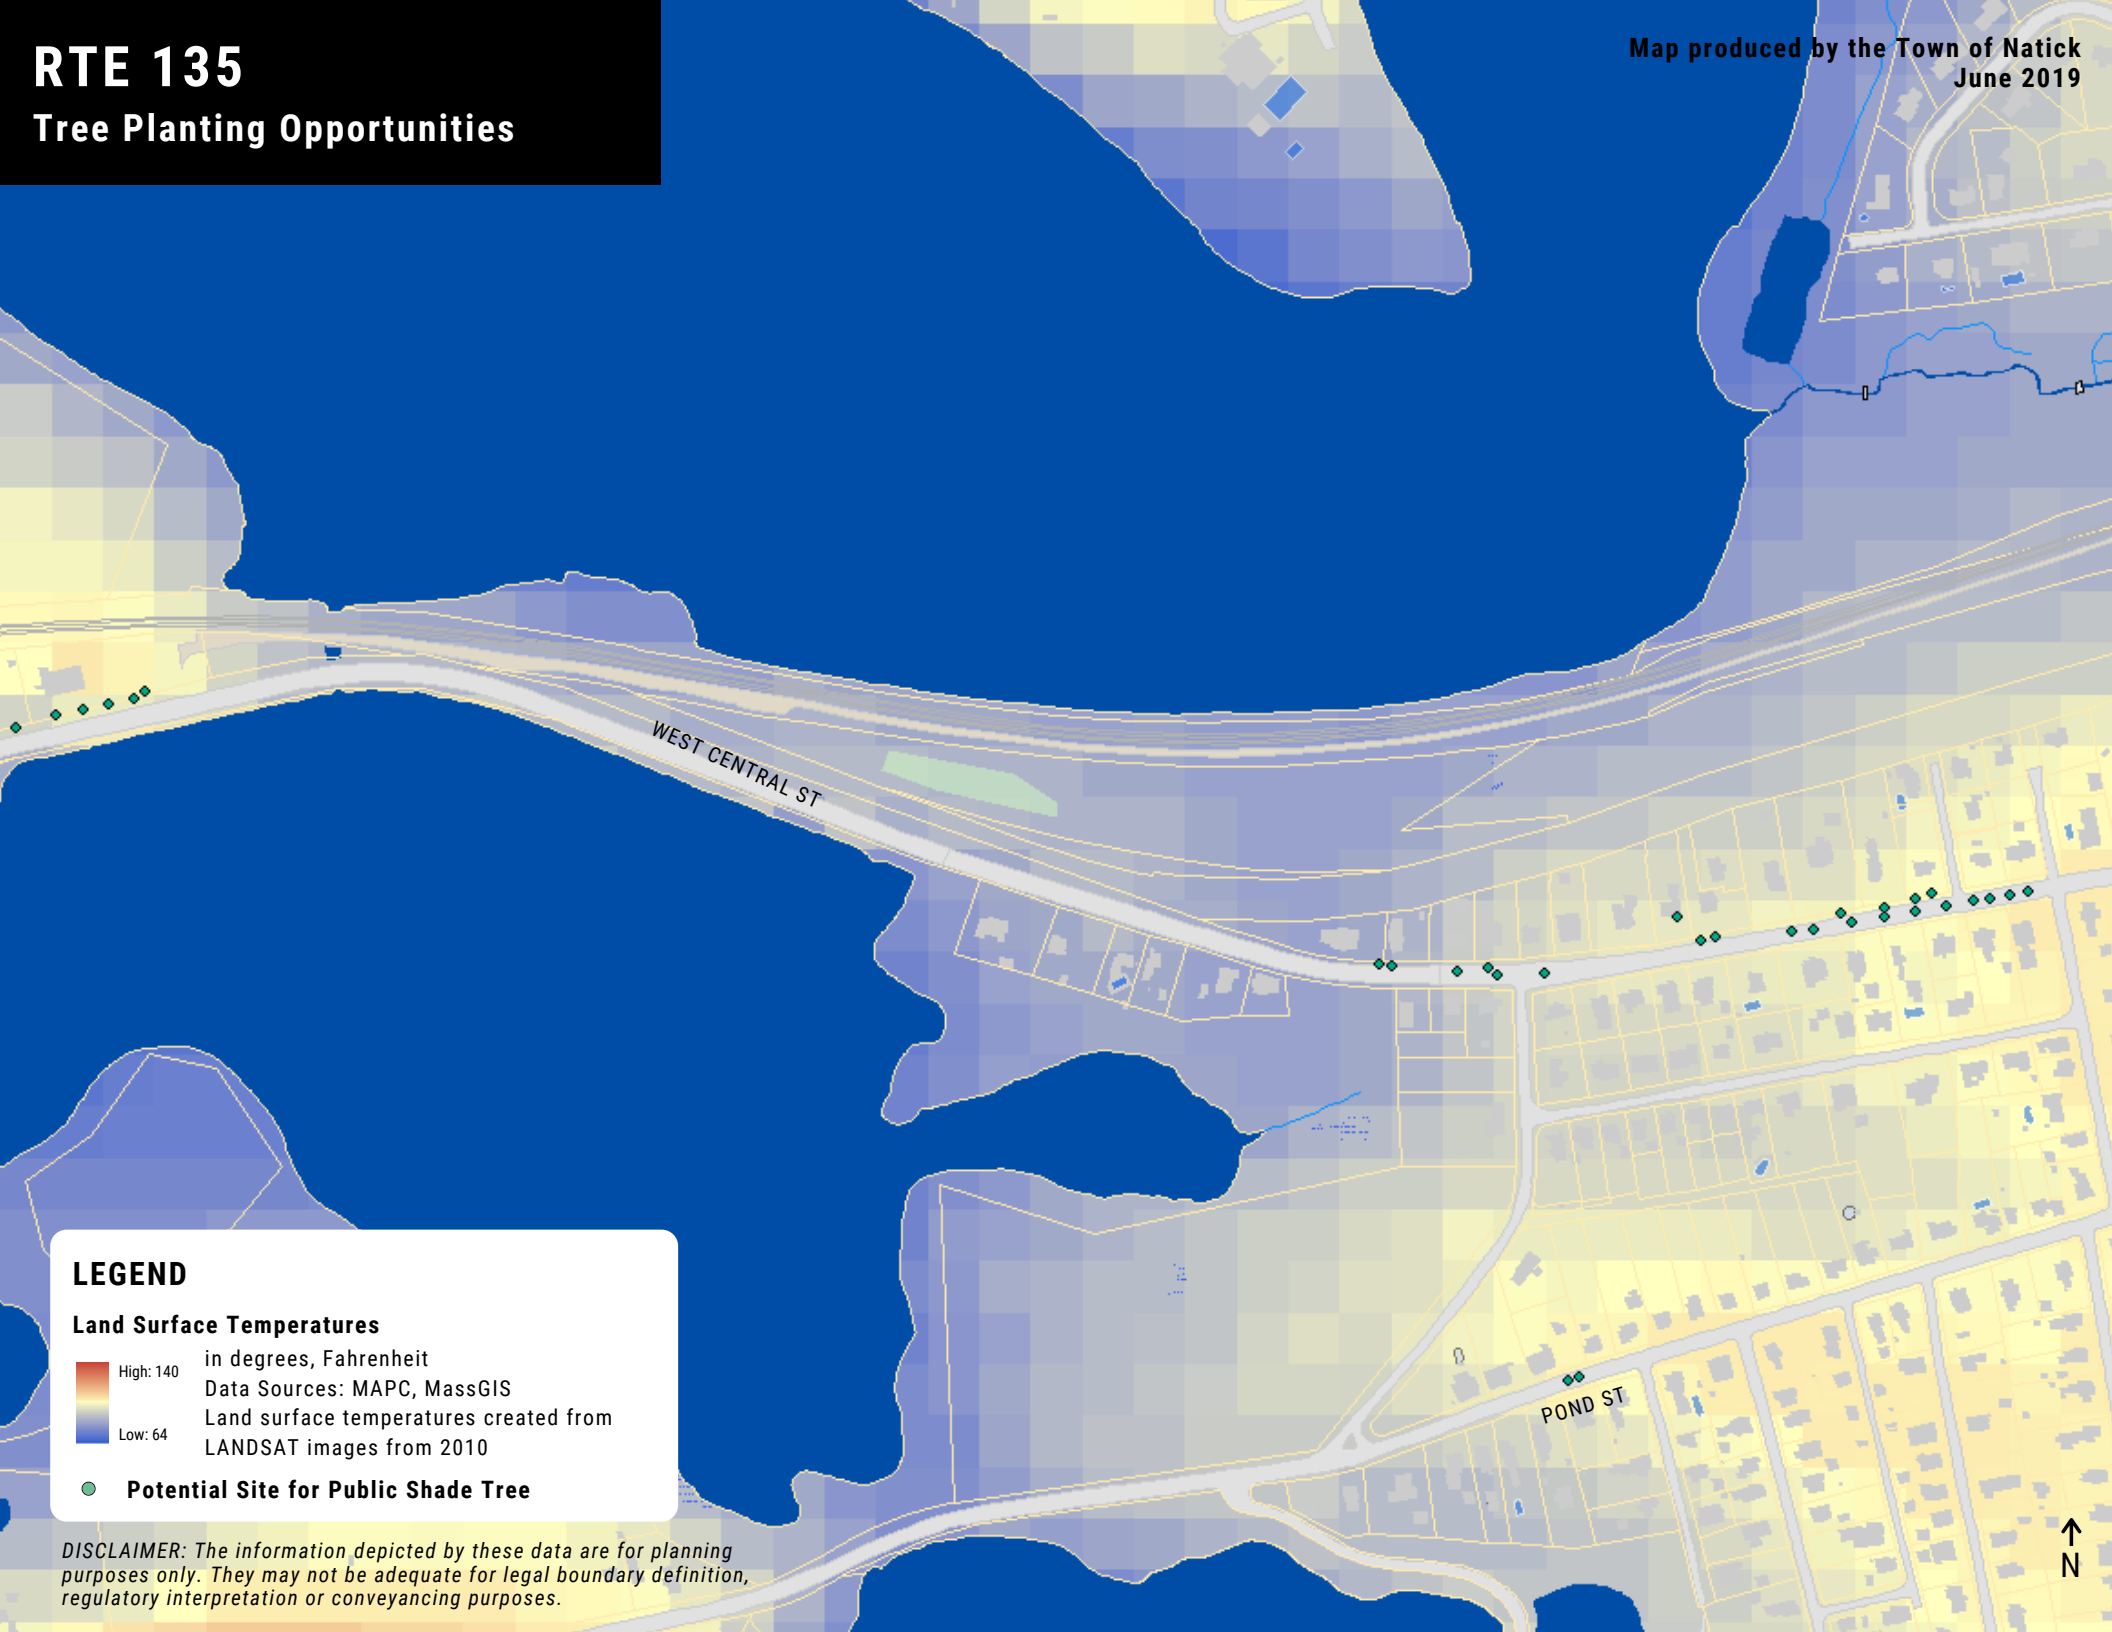 RTE 135
Tree Planting Opportunities
Map produced by the Town of Natick
June 2019
WEST CENTRAL ST
POND ST
LEGEND
Land Surface Temperatures
in degrees, Fahrenheit
High: 140
Data Sources: MAPC, MassGIS
Land surface temperatures created from
Low: 64
LANDSAT images from 2010
Potential Site for Public Shade Tree
DISCLAIMER: The information depicted by these data are for planning
purposes only. They may not be adequate for legal boundary definition,
regulatory interpretation or conveyancing purposes.
N